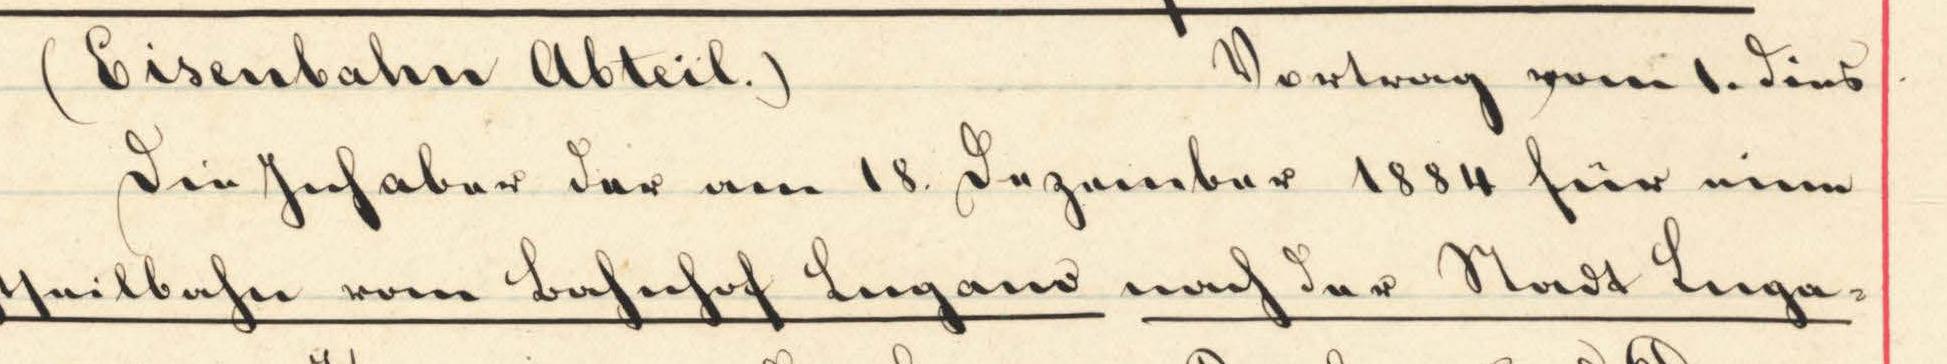 (Eisenbahn Abteil.) Vortrag vom 1. dies
Die Inhaber der am 18. Dezember 1884 für eine
Seilbahn vom Bahnhof Lugano nach der Stadt Luga-